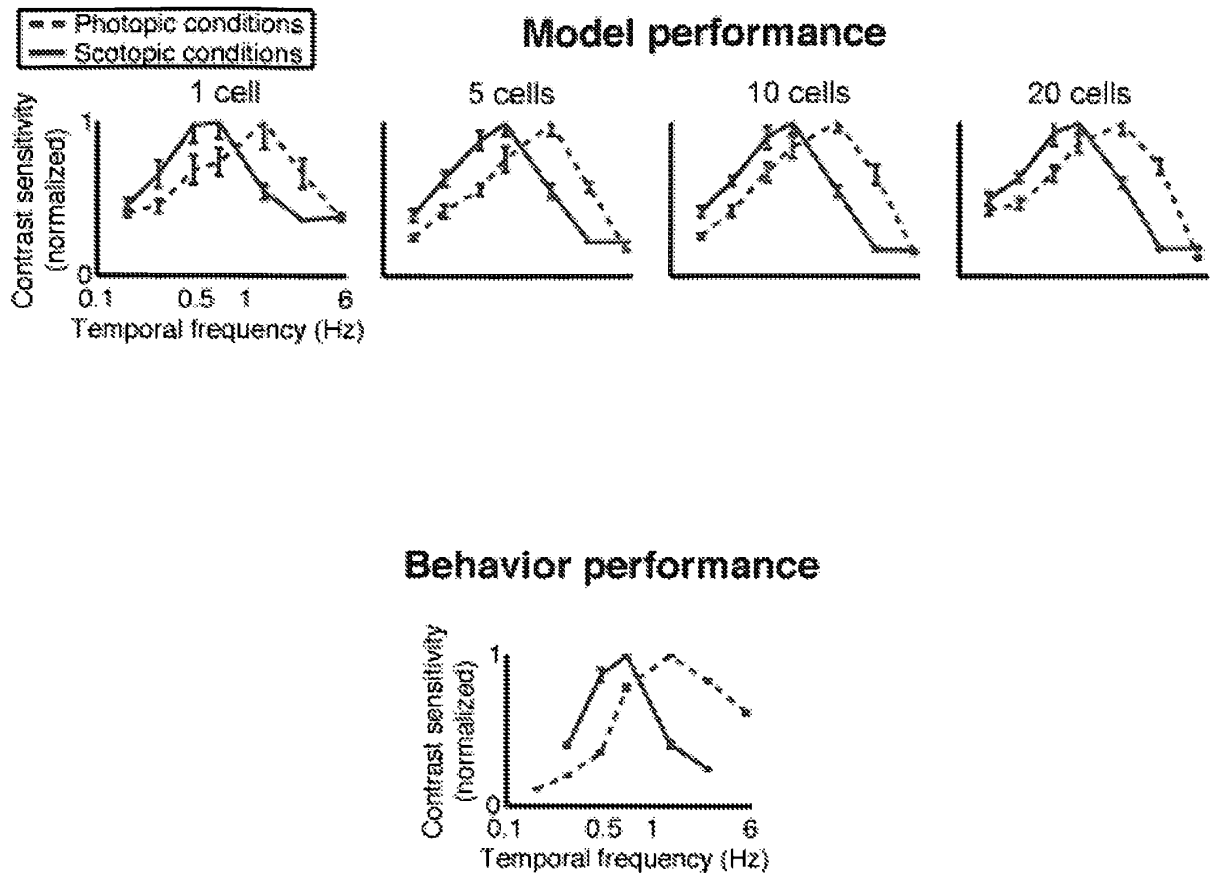 Photopic conditions
Scotopic conditions
Model performance
1 cell
5 cells
10 cells
20 cells
Contrast sensitivity
(normalized)
1
0
0.1
0.5
1
6
Temporal frequency (Hz)
Behavior performance
Contrast sensitivity
(normalized)
1
0
0.1
0.5
1
6
Temporal frequency (Hz)